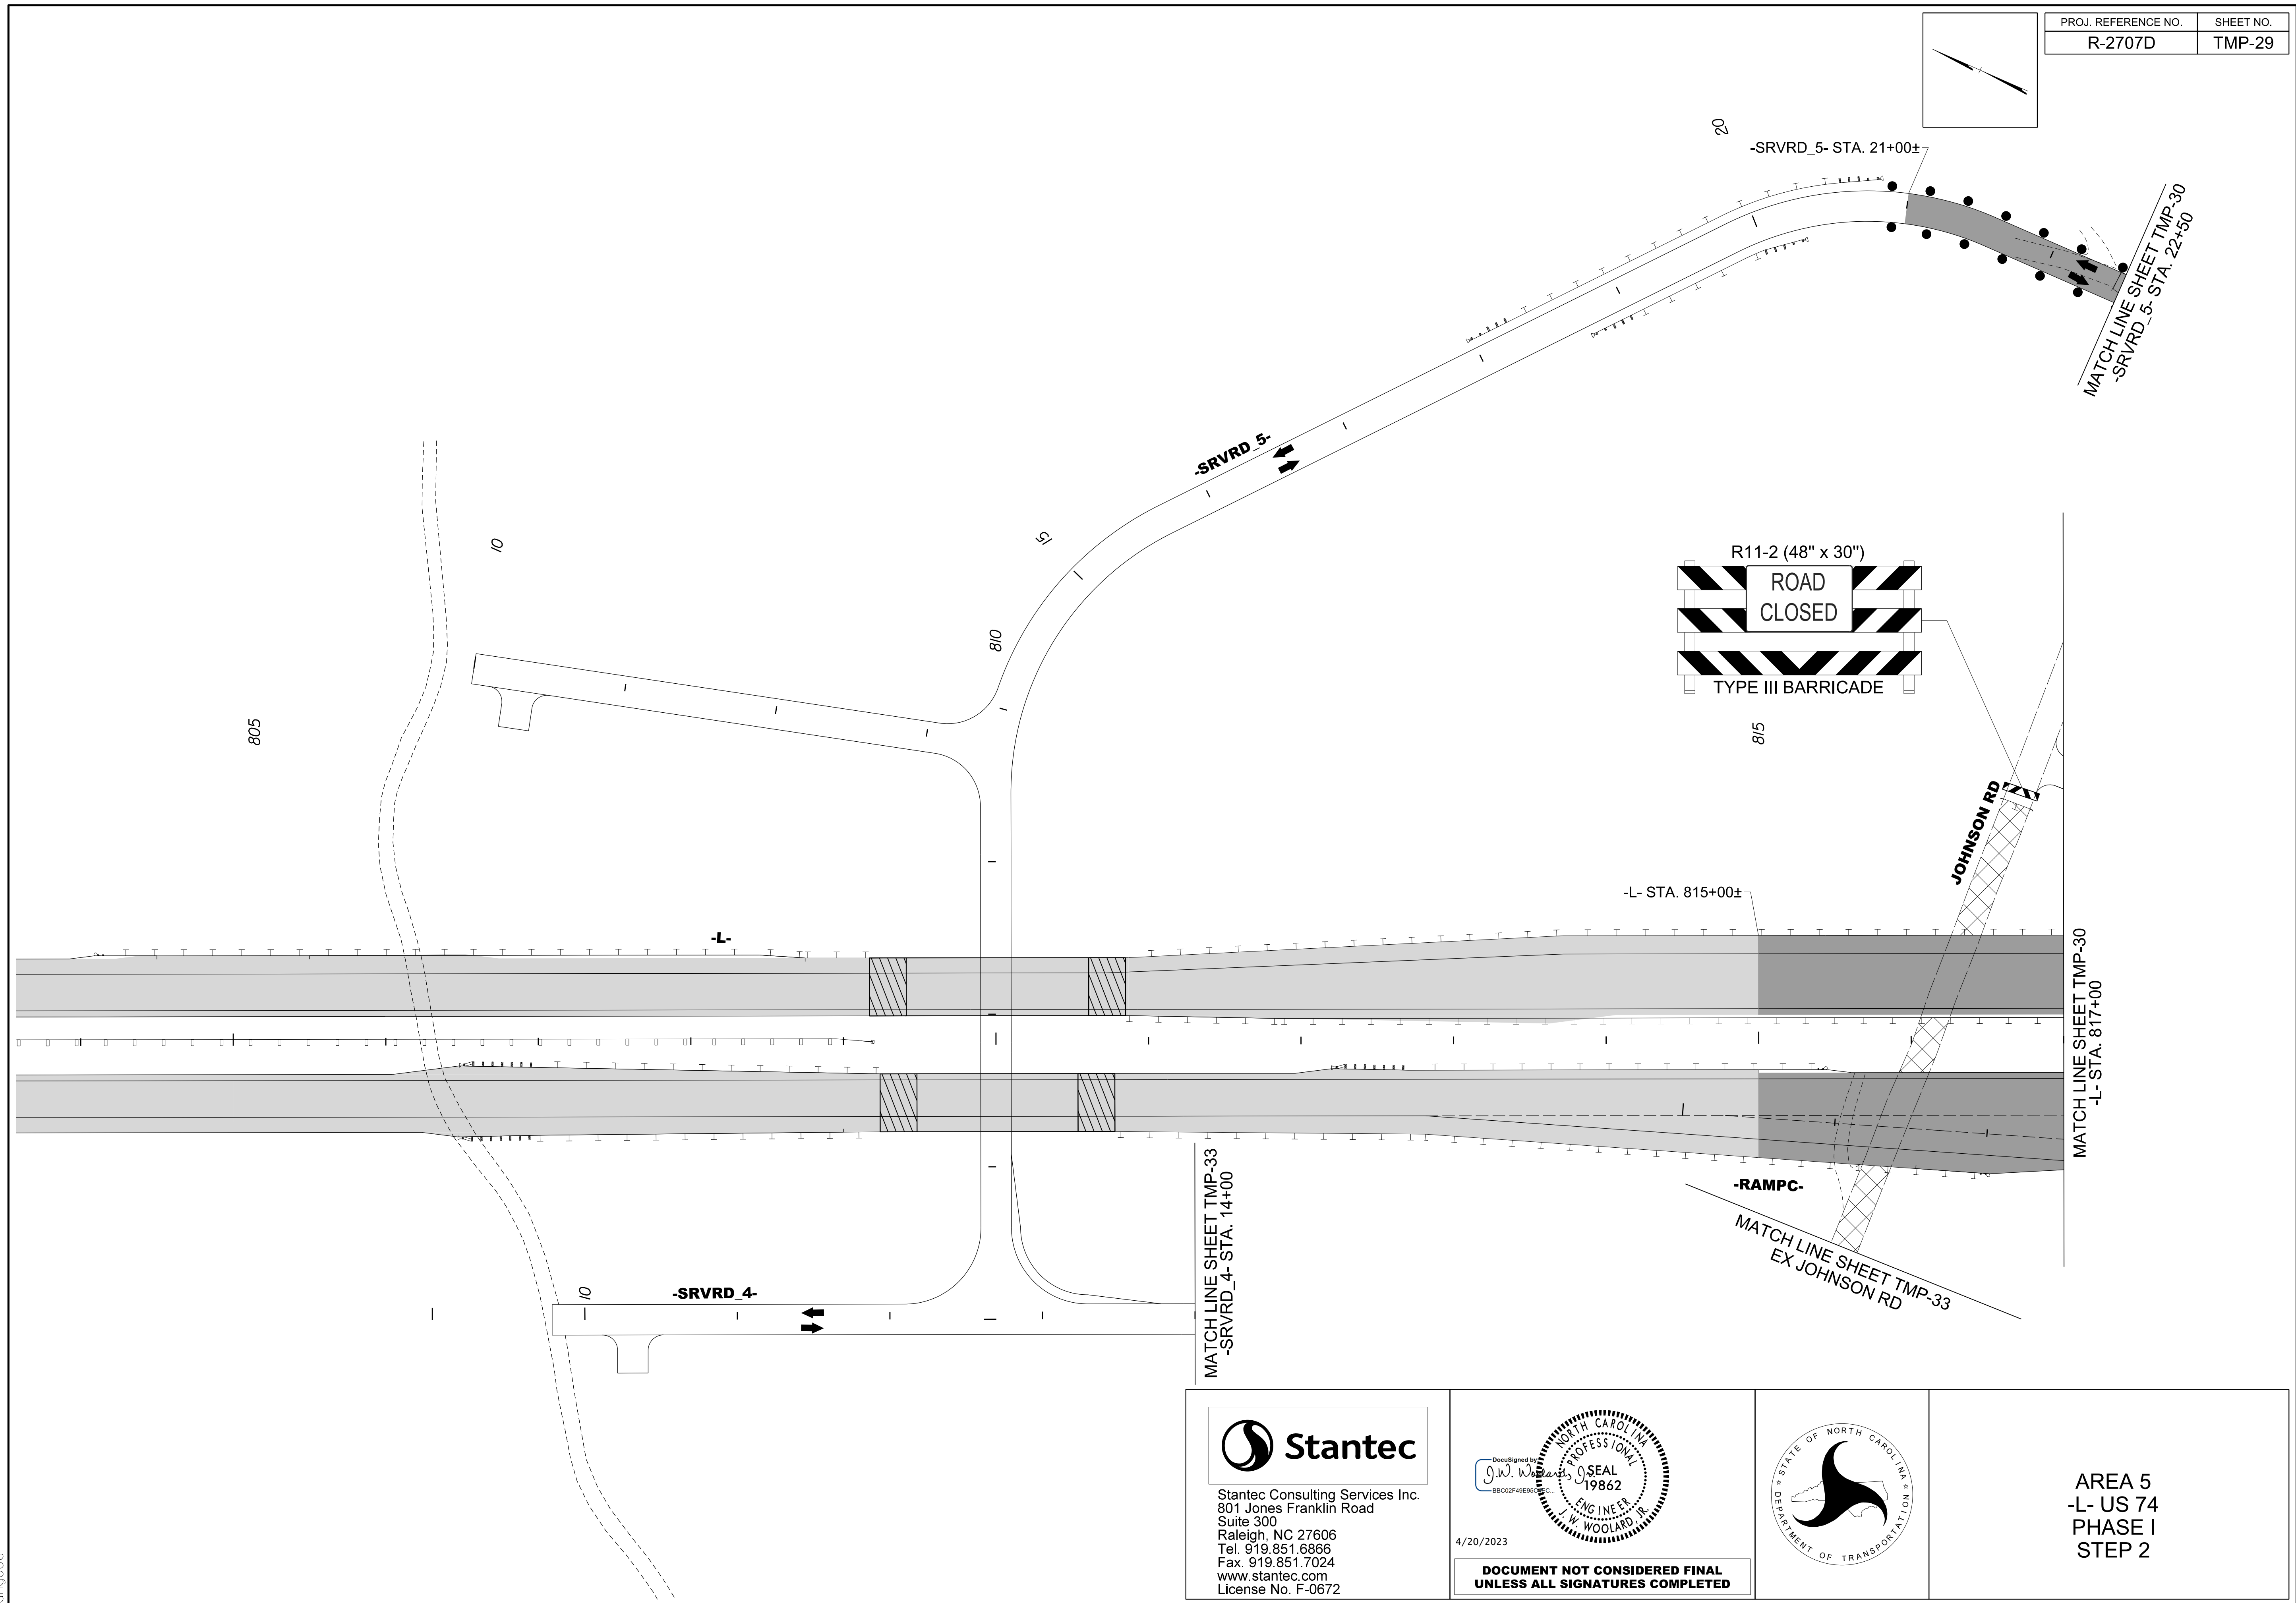 PROJ. REFERENCE NO.
SHEET NO.
R-2707D
TMP-29
20
-SRVRD_5- STA. 21+00±
MATCH LINE SHEET TMP-30
-SRVRD_5- STA. 22+50
-SRVRD_5-
10
15
R11-2 (48" x 30")
ROAD
CLOSED
TYPE III BARRICADE
810
805
815
JOHNSON RD
-L- STA. 815+00±
-L-
MATCH LINE SHEET TMP-30
-L- STA. 817+00
-RAMPC-
MATCH LINE SHEET TMP-33
EX JOHNSON RD
MATCH LINE SHEET TMP-33
-SRVRD_4- STA. 14+00
10
-SRVRD_4-
Stantec
Stantec Consulting Services Inc.
801 Jones Franklin Road
Suite 300
Raleigh, NC 27606
Tel. 919.851.6866
Fax. 919.851.7024
www.stantec.com
License No. F-0672
DocuSigned by:
J.W. Woolard, Jr.
NORTH CAROLINA
PROFESSIONAL
SEAL
19862
ENGINEER
J. W. WOOLARD, JR.
4/20/2023
DOCUMENT NOT CONSIDERED FINAL
UNLESS ALL SIGNATURES COMPLETED
STATE OF NORTH CAROLINA
DEPARTMENT OF TRANSPORTATION
AREA 5
-L- US 74
PHASE I
STEP 2